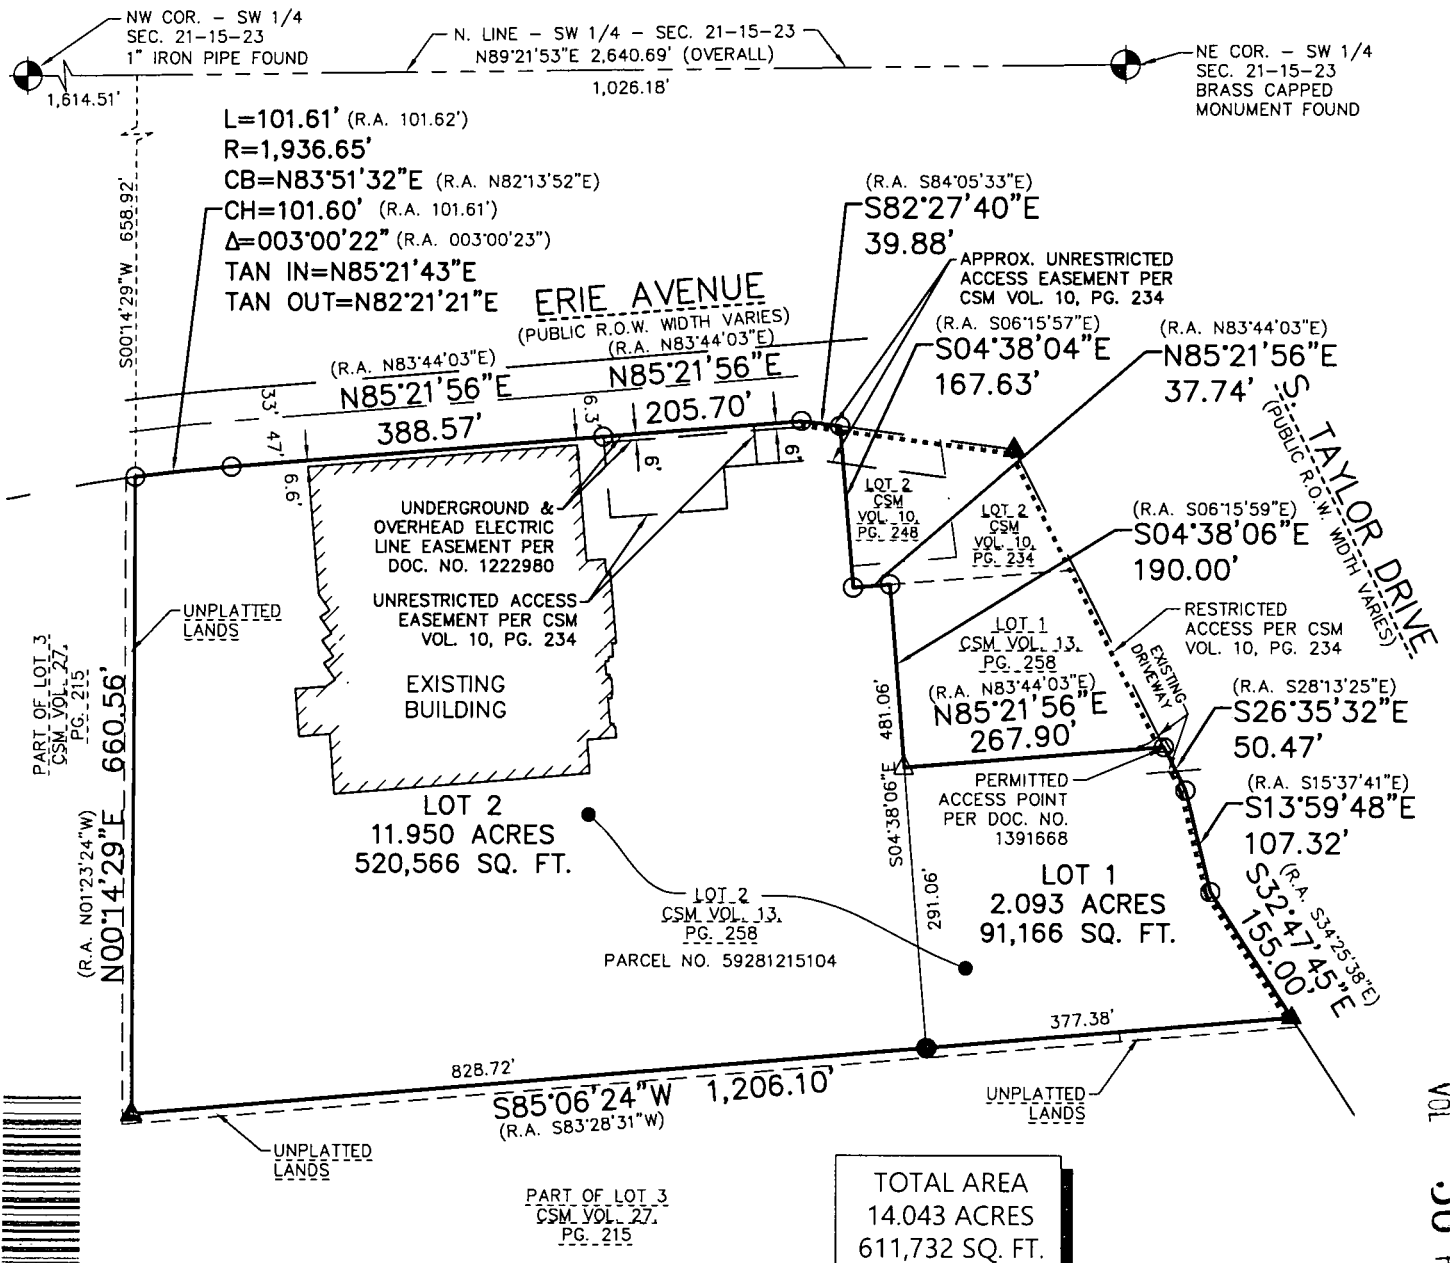 NW COR. - SW 1/4
SEC. 21-15-23
1" IRON PIPE FOUND
N. LINE - SW 1/4 - SEC. 21-15-23
N89°21'53"E 2,640.69' (OVERALL)
NE COR. - SW 1/4
SEC. 21-15-23
BRASS CAPPED
MONUMENT FOUND
1,614.51'
1,026.18'
S00°14'29"W 658.92'
L=101.61' (R.A. 101.62')
R=1,936.65'
CB=N83°51'32"E (R.A. N82°13'52"E)
CH=101.60' (R.A. 101.61')
Δ=003°00'22" (R.A. 003°00'23")
TAN IN=N85°21'43"E
TAN OUT=N82°21'21"E
ERIE AVENUE
(PUBLIC R.O.W. WIDTH VARIES)
(R.A. N83°44'03"E)
N85°21'56"E
388.57'
(R.A. N83°44'03"E)
N85°21'56"E
205.70'
(R.A. S84°05'33"E)
S82°27'40"E
39.88'
APPROX. UNRESTRICTED
ACCESS EASEMENT PER
CSM VOL. 10, PG. 234
(R.A. S06°15'57"E)
S04°38'04"E
167.63'
(R.A. N83°44'03"E)
N85°21'56"E
37.74'
S. TAYLOR DRIVE
(PUBLIC R.O.W. WIDTH VARIES)
33'
47'
6.6'
6.3'
6'
6'
UNDERGROUND &
OVERHEAD ELECTRIC
LINE EASEMENT PER
DOC. NO. 1222980
UNRESTRICTED ACCESS
EASEMENT PER CSM
VOL. 10, PG. 234
LOT 2
CSM
VOL. 10,
PG. 248
LOT 2
CSM
VOL. 10,
PG. 234
(R.A. S06°15'59"E)
S04°38'06"E
190.00'
RESTRICTED
ACCESS PER CSM
VOL. 10, PG. 234
UNPLATTED
LANDS
PART OF LOT 3
CSM VOL. 27,
PG. 215
(R.A. N01°23'24"W)
N00°14'29"E 660.56'
EXISTING
BUILDING
LOT 1
CSM VOL. 13,
PG. 258
(R.A. N83°44'03"E)
N85°21'56"E
267.90'
EXISTING
DRIVEWAY
(R.A. S28°13'25"E)
S26°35'32"E
50.47'
PERMITTED
ACCESS POINT
PER DOC. NO.
1391668
(R.A. S15°37'41"E)
S13°59'48"E
107.32'
(R.A. S34°25'38"E)
S32°47'45"E
155.00'
S04°38'06"E 481.06'
291.06'
LOT 2
11.950 ACRES
520,566 SQ. FT.
LOT 1
2.093 ACRES
91,166 SQ. FT.
LOT 2
CSM VOL. 13,
PG. 258
PARCEL NO. 59281215104
377.38'
828.72'
S85°06'24"W 1,206.10'
(R.A. S83°28'31"W)
UNPLATTED
LANDS
UNPLATTED
LANDS
PART OF LOT 3
CSM VOL. 27,
PG. 215
TOTAL AREA
14.043 ACRES
611,732 SQ. FT.
VOL